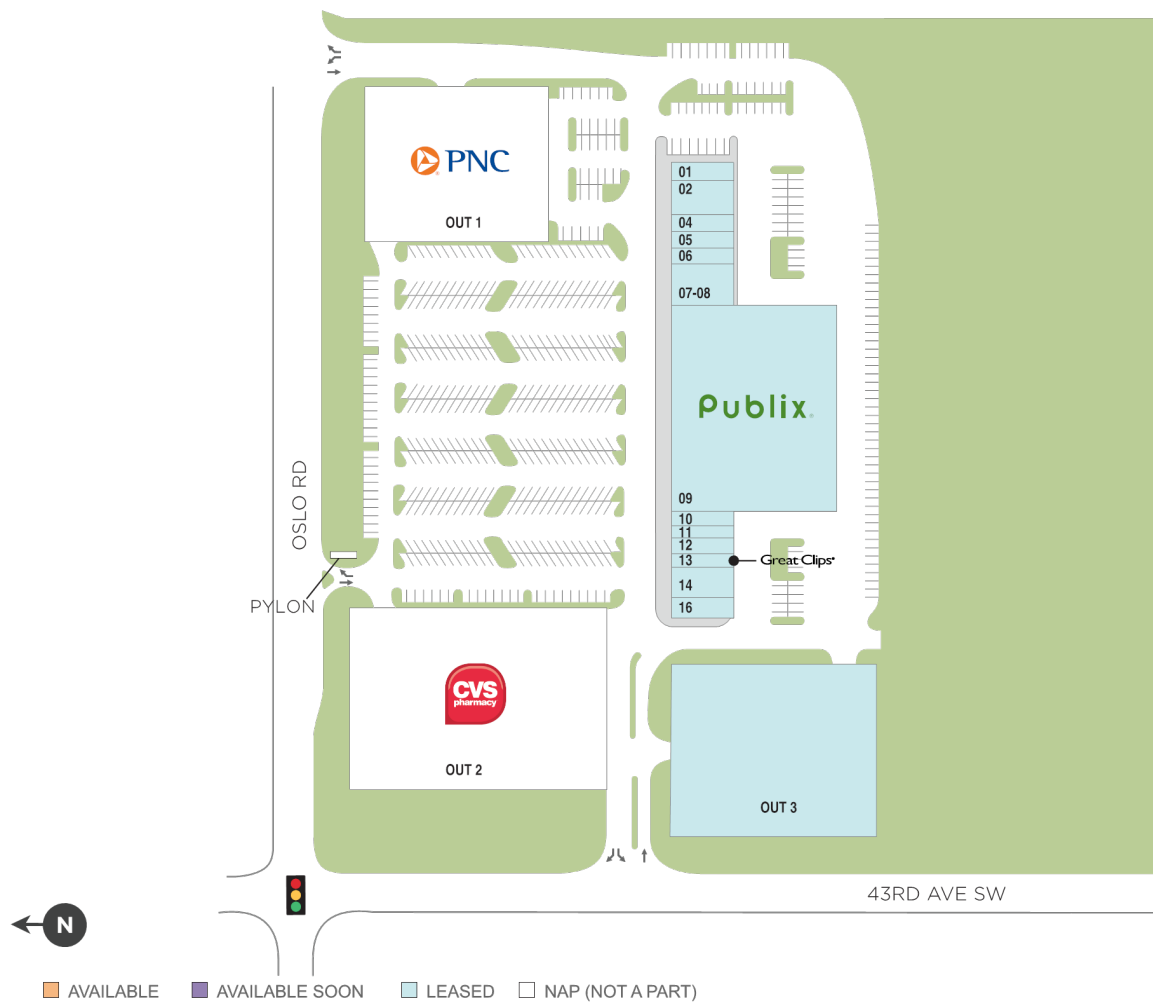 PNC
OUT 1
01
02
04
05
06
07-08
Publix
09
10
11
12
13
Great Clips
14
16
OSLO RD
PYLON
CVS
pharmacy
OUT 2
OUT 3
43RD AVE SW
N
AVAILABLE
AVAILABLE SOON
LEASED
NAP (NOT A PART)